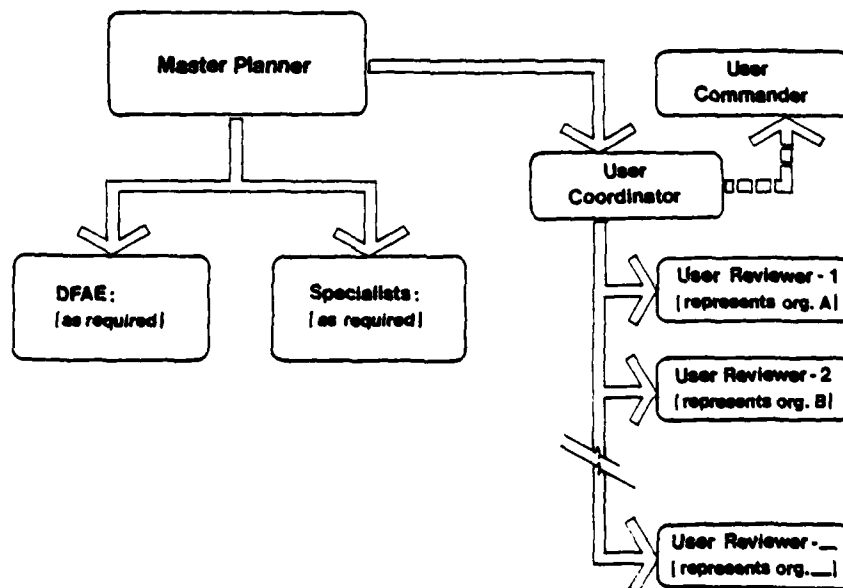 Master Planner
User
Commander
User
Coordinator
DFAE:
[as required]
Specialists:
[as required]
User Reviewer - 1
[represents org. A]
User Reviewer - 2
[represents org. B]
User Reviewer - __
[represents org. __]